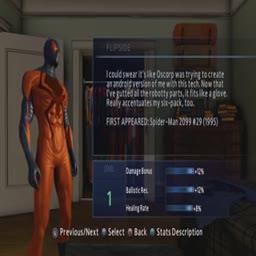 FLIPSIDE
I could swear it's like Oscorp was trying to
create an android version of me with this tech. Now that
I've gutted all the robotty parts, it fits like a glove.
Really accentuates my six-pack, too.
FIRST APPEARED: Spider-Man 2099 #29 (1995)
1
Damage Bonus +12%
Ballistic Res. +12%
Healing Rate +8%
Previous/Next Select Back Stats Description